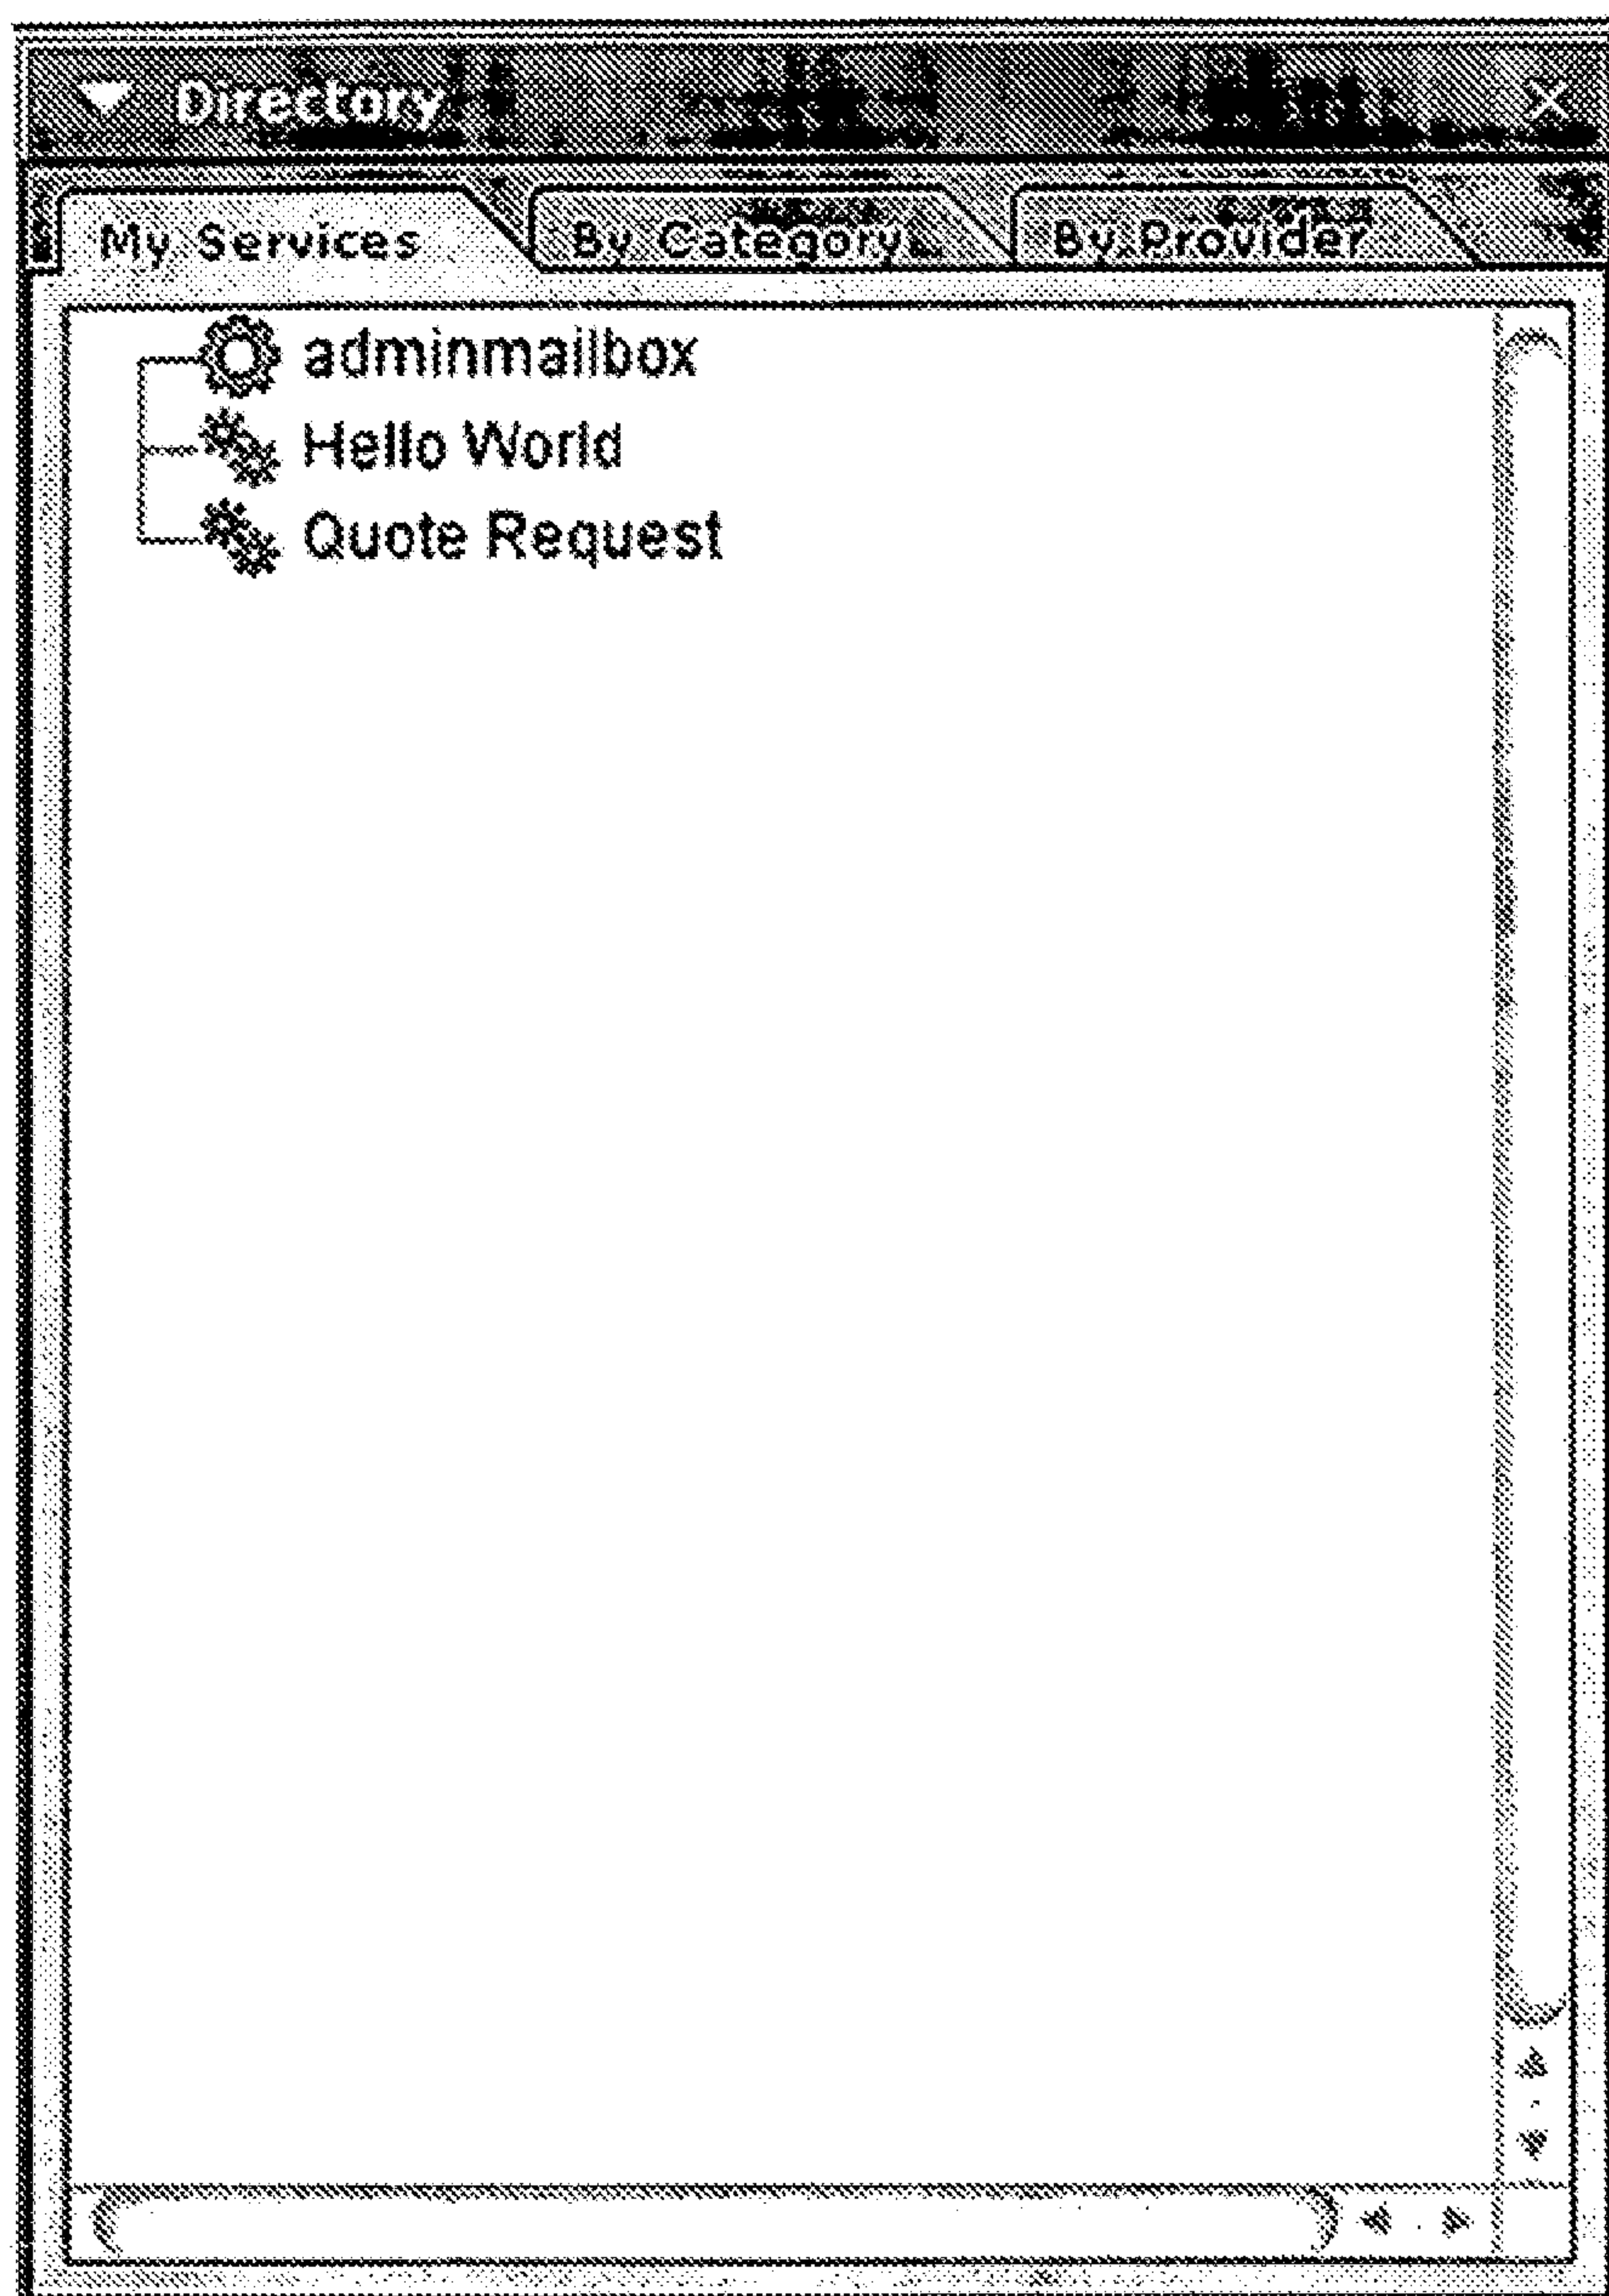 Directory
My Services By Category By Provider
adminmailbox
Hello World
Quote Request